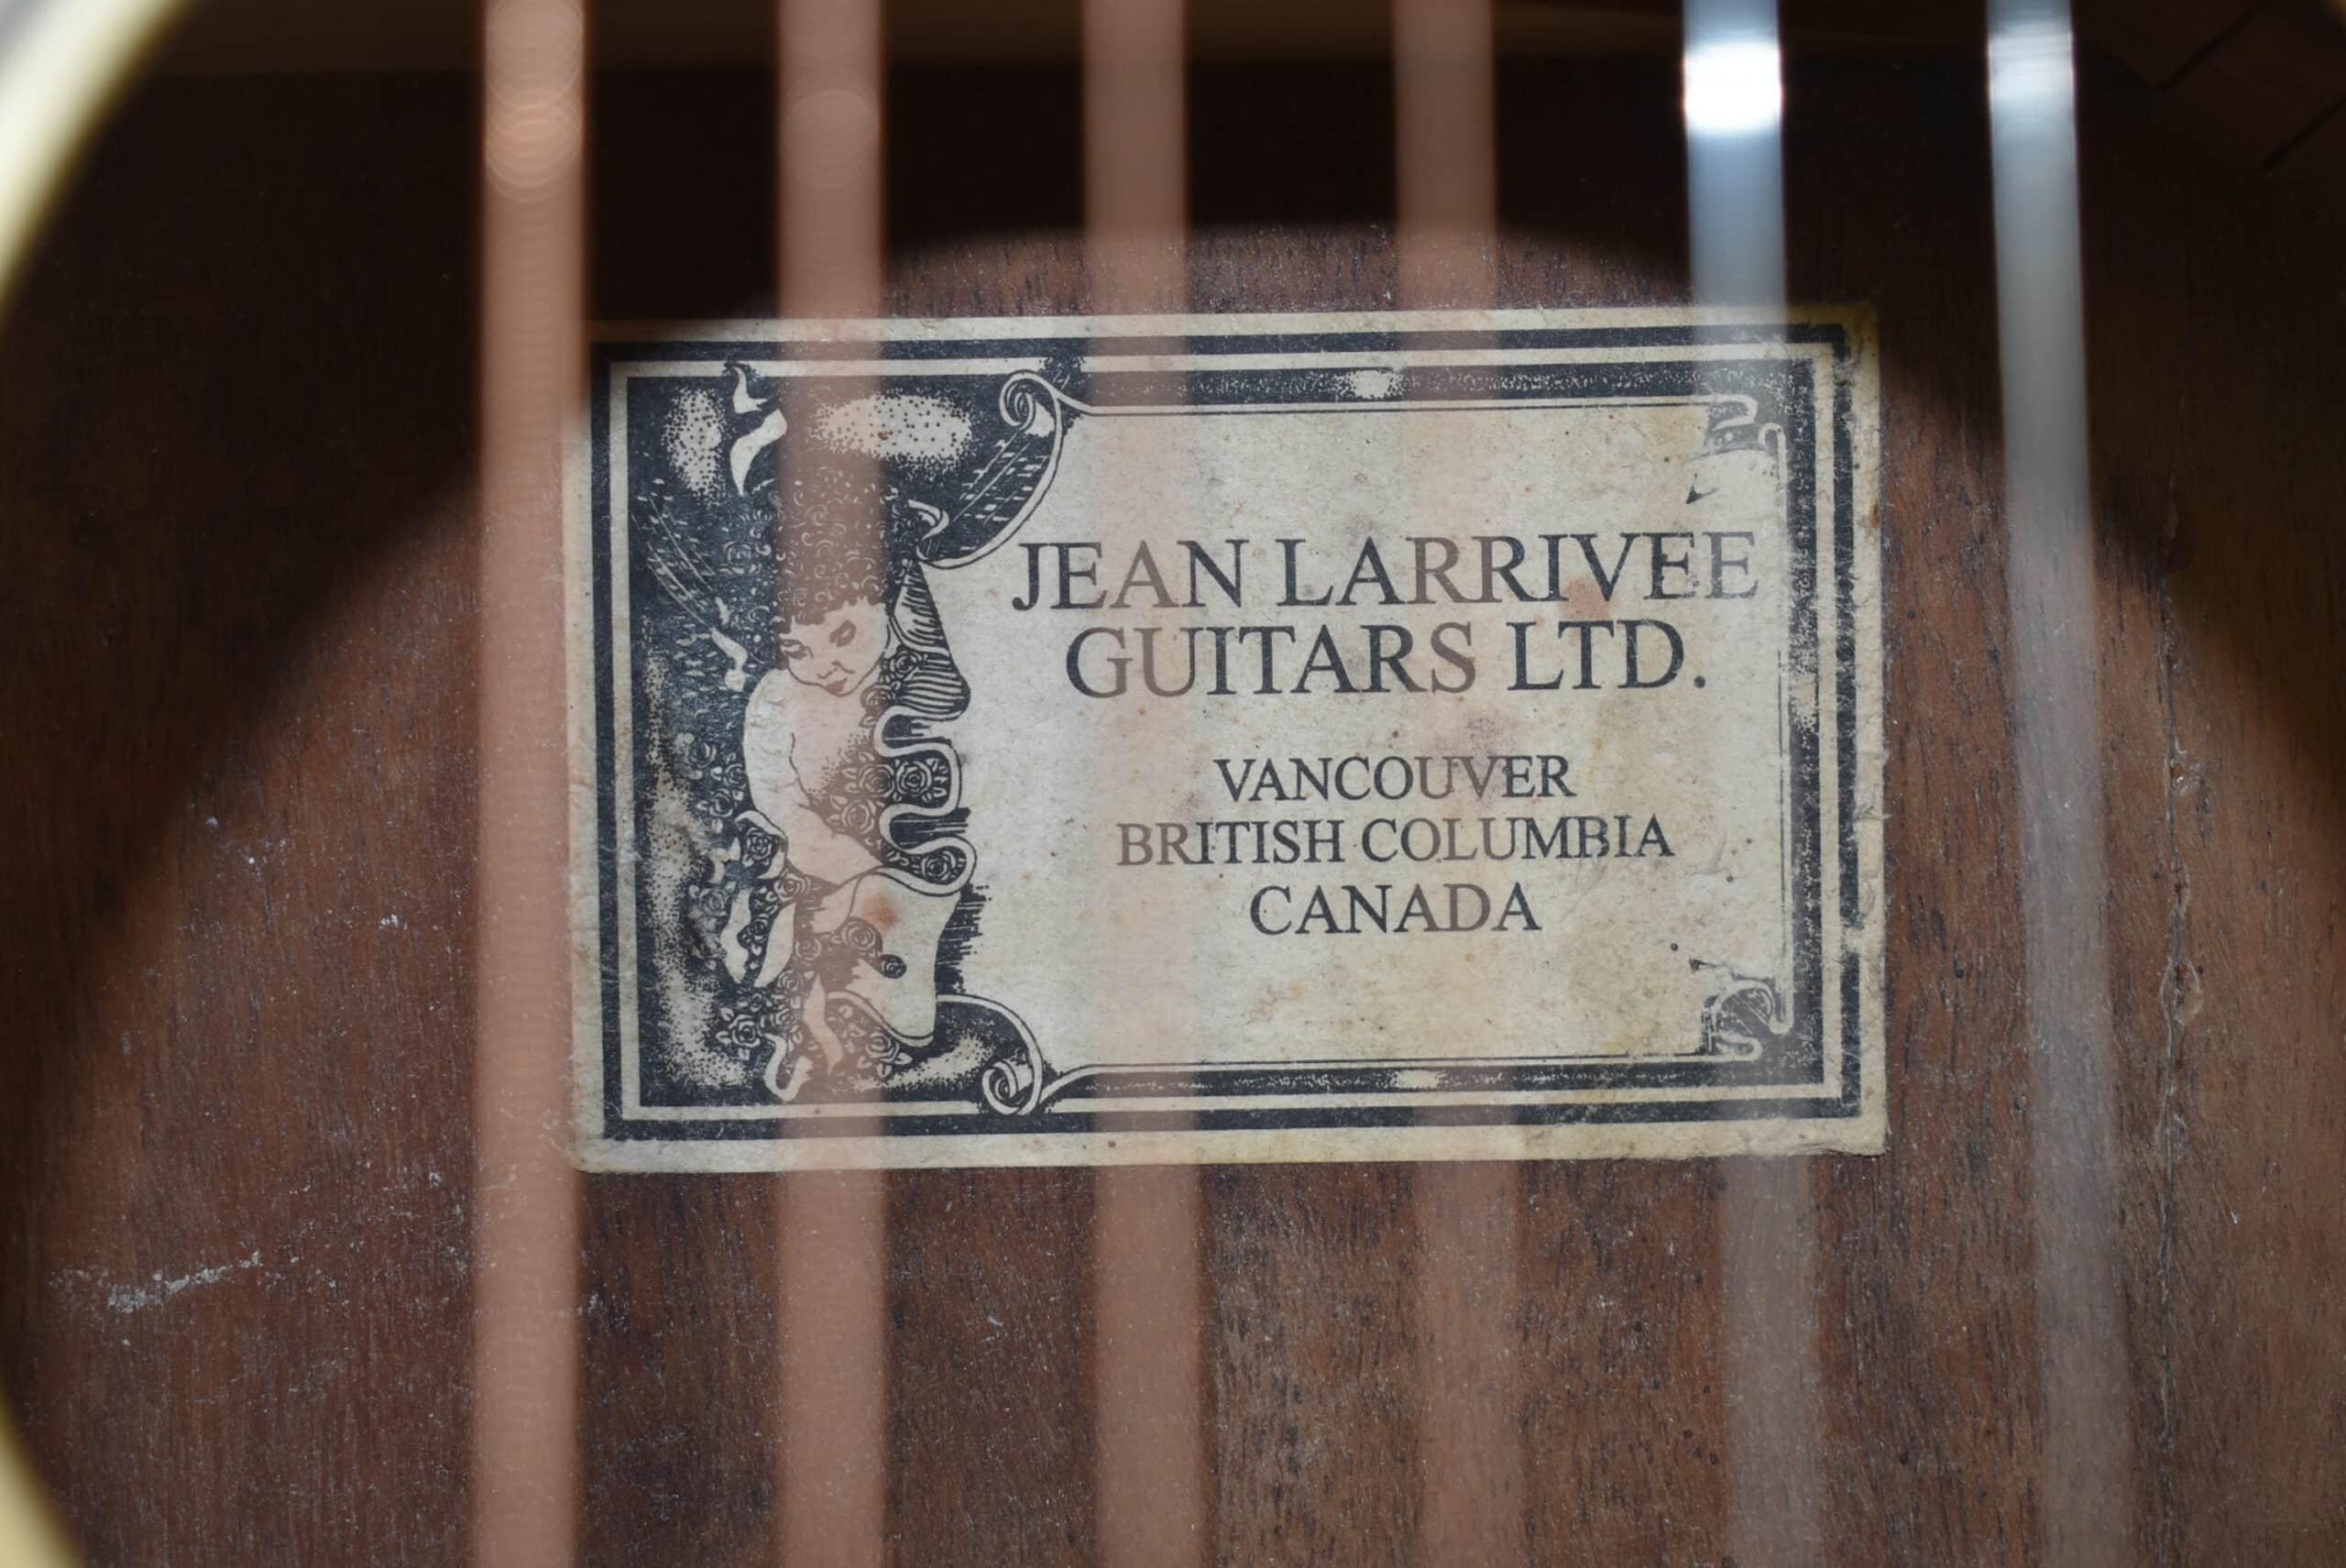 JEAN LARRIVEE
GUITARS LTD.
VANCOUVER
BRITISH COLUMBIA
CANADA